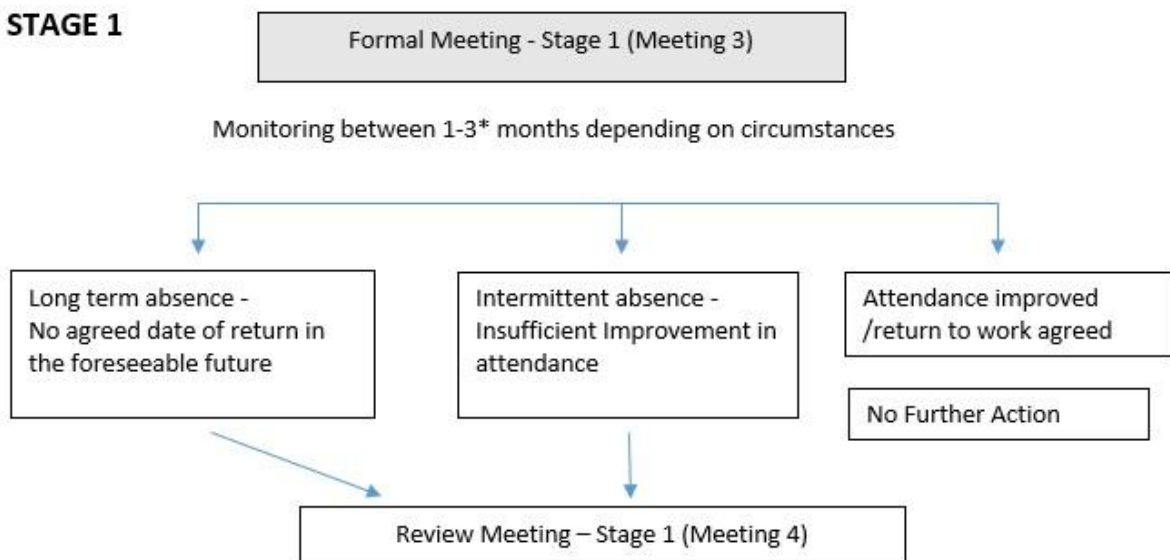 STAGE 1
Formal Meeting - Stage 1 (Meeting 3)
Monitoring between 1-3* months depending on circumstances
Long term absence -
No agreed date of return in
the foreseeable future
Intermittent absence -
Insufficient Improvement in
attendance
Attendance improved
/return to work agreed
No Further Action
Review Meeting – Stage 1 (Meeting 4)